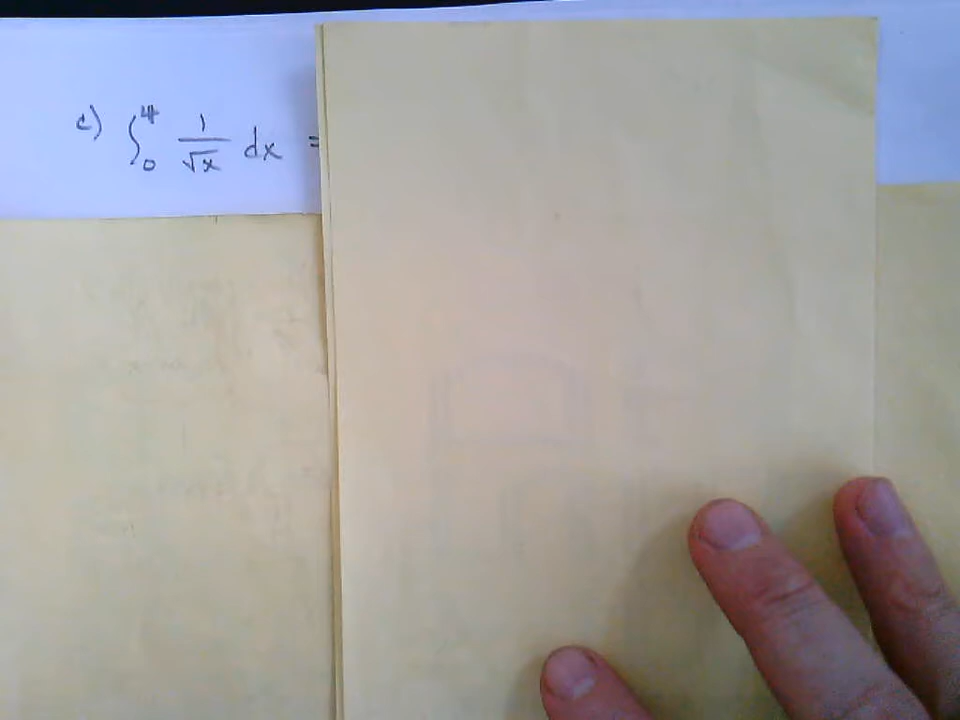 c) ∫₀⁴ 1/√x dx =